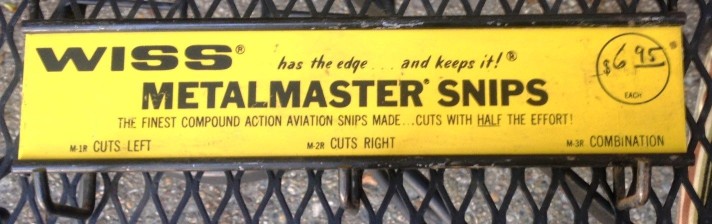 WISS® has the edge... and keeps it!®
$6.95
EACH
METALMASTER® SNIPS
THE FINEST COMPOUND ACTION AVIATION SNIPS MADE...CUTS WITH HALF THE EFFORT!
M-1R CUTS LEFT M-2R CUTS RIGHT M-3R COMBINATION